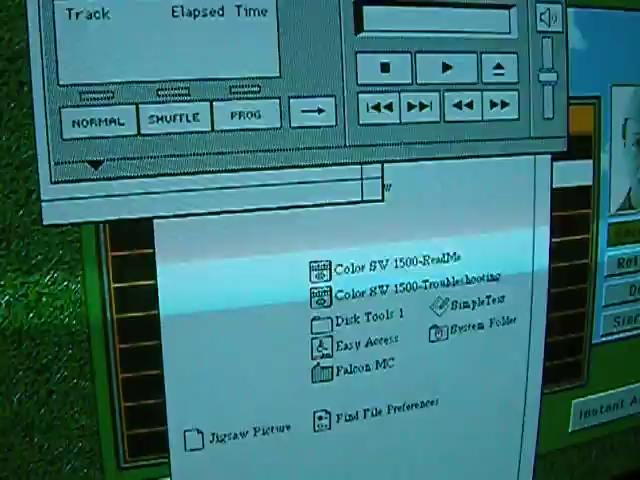 Track Elapsed Time
NORMAL SHUFFLE PROG
Color SW 1500-ReadMe
Color SW 1500-Troubleshooting
Disk Tools 1
SimpleText
Easy Access
System Folder
Falcon MC
Find File Preferences
Jigsaw Picture
Instant